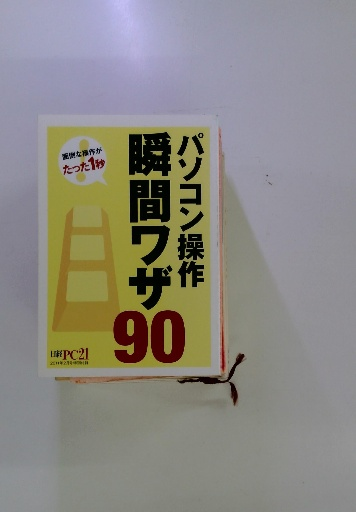 面倒な操作が
たった1秒
パソコン操作
瞬間ワザ
90
日経PC21